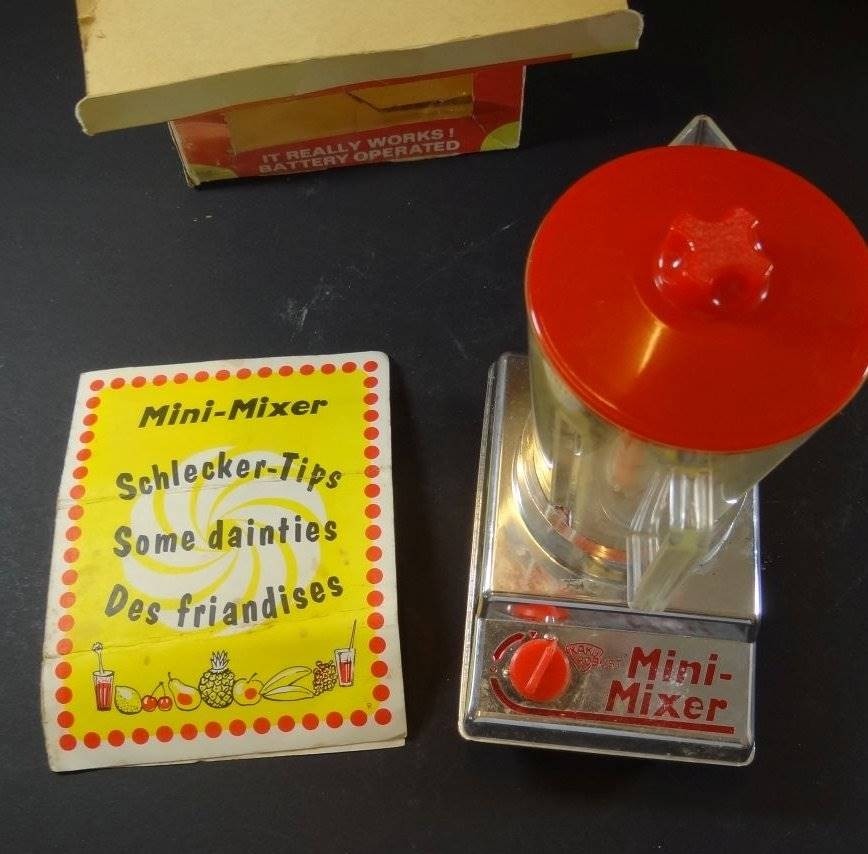 IT REALLY WORKS!
BATTERY OPERATED
Mini-Mixer
Schlecker-Tips
Some dainties
Des friandises
Mini-
Mixer